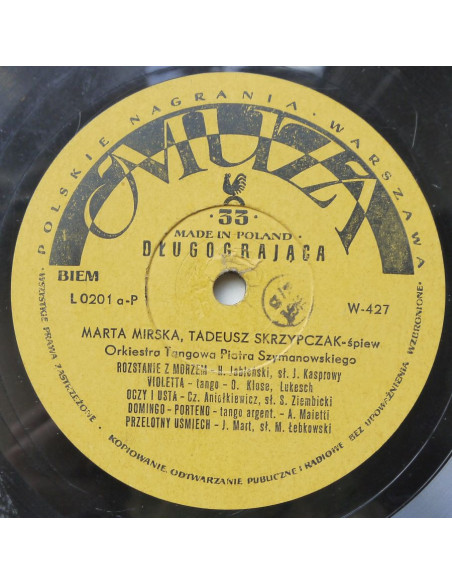 POLSKIE NAGRANIA · WARSZAWA
MUZA
· 33 ·
MADE IN POLAND
DŁUGOGRAJĄCA
BIEM
L 0201 a-P
W-427
MARTA MIRSKA, TADEUSZ SKRZYPCZAK-śpiew
Orkiestra Tangowa Piotra Szymanowskiego
ROZSTANIE Z MORZEM - H. Jabłoński, sł. J. Kasprowy
VIOLETTA - tango - O. Klose, Lukesch
OCZY I USTA - Cz. Aniołkiewicz, sł. S. Ziembicki
DOMINGO - PORTENO - tango argent. - A. Maietti
PRZELOTNY USMIECH - J. Mart, sł. M. Łebkowski
· WSZELKIE PRAWA ZASTRZEŻONE · KOPIOWANIE, ODTWARZANIE PUBLICZNE I RADIOWE BEZ UPOWAŻNIENIA WZBRONIONE ·